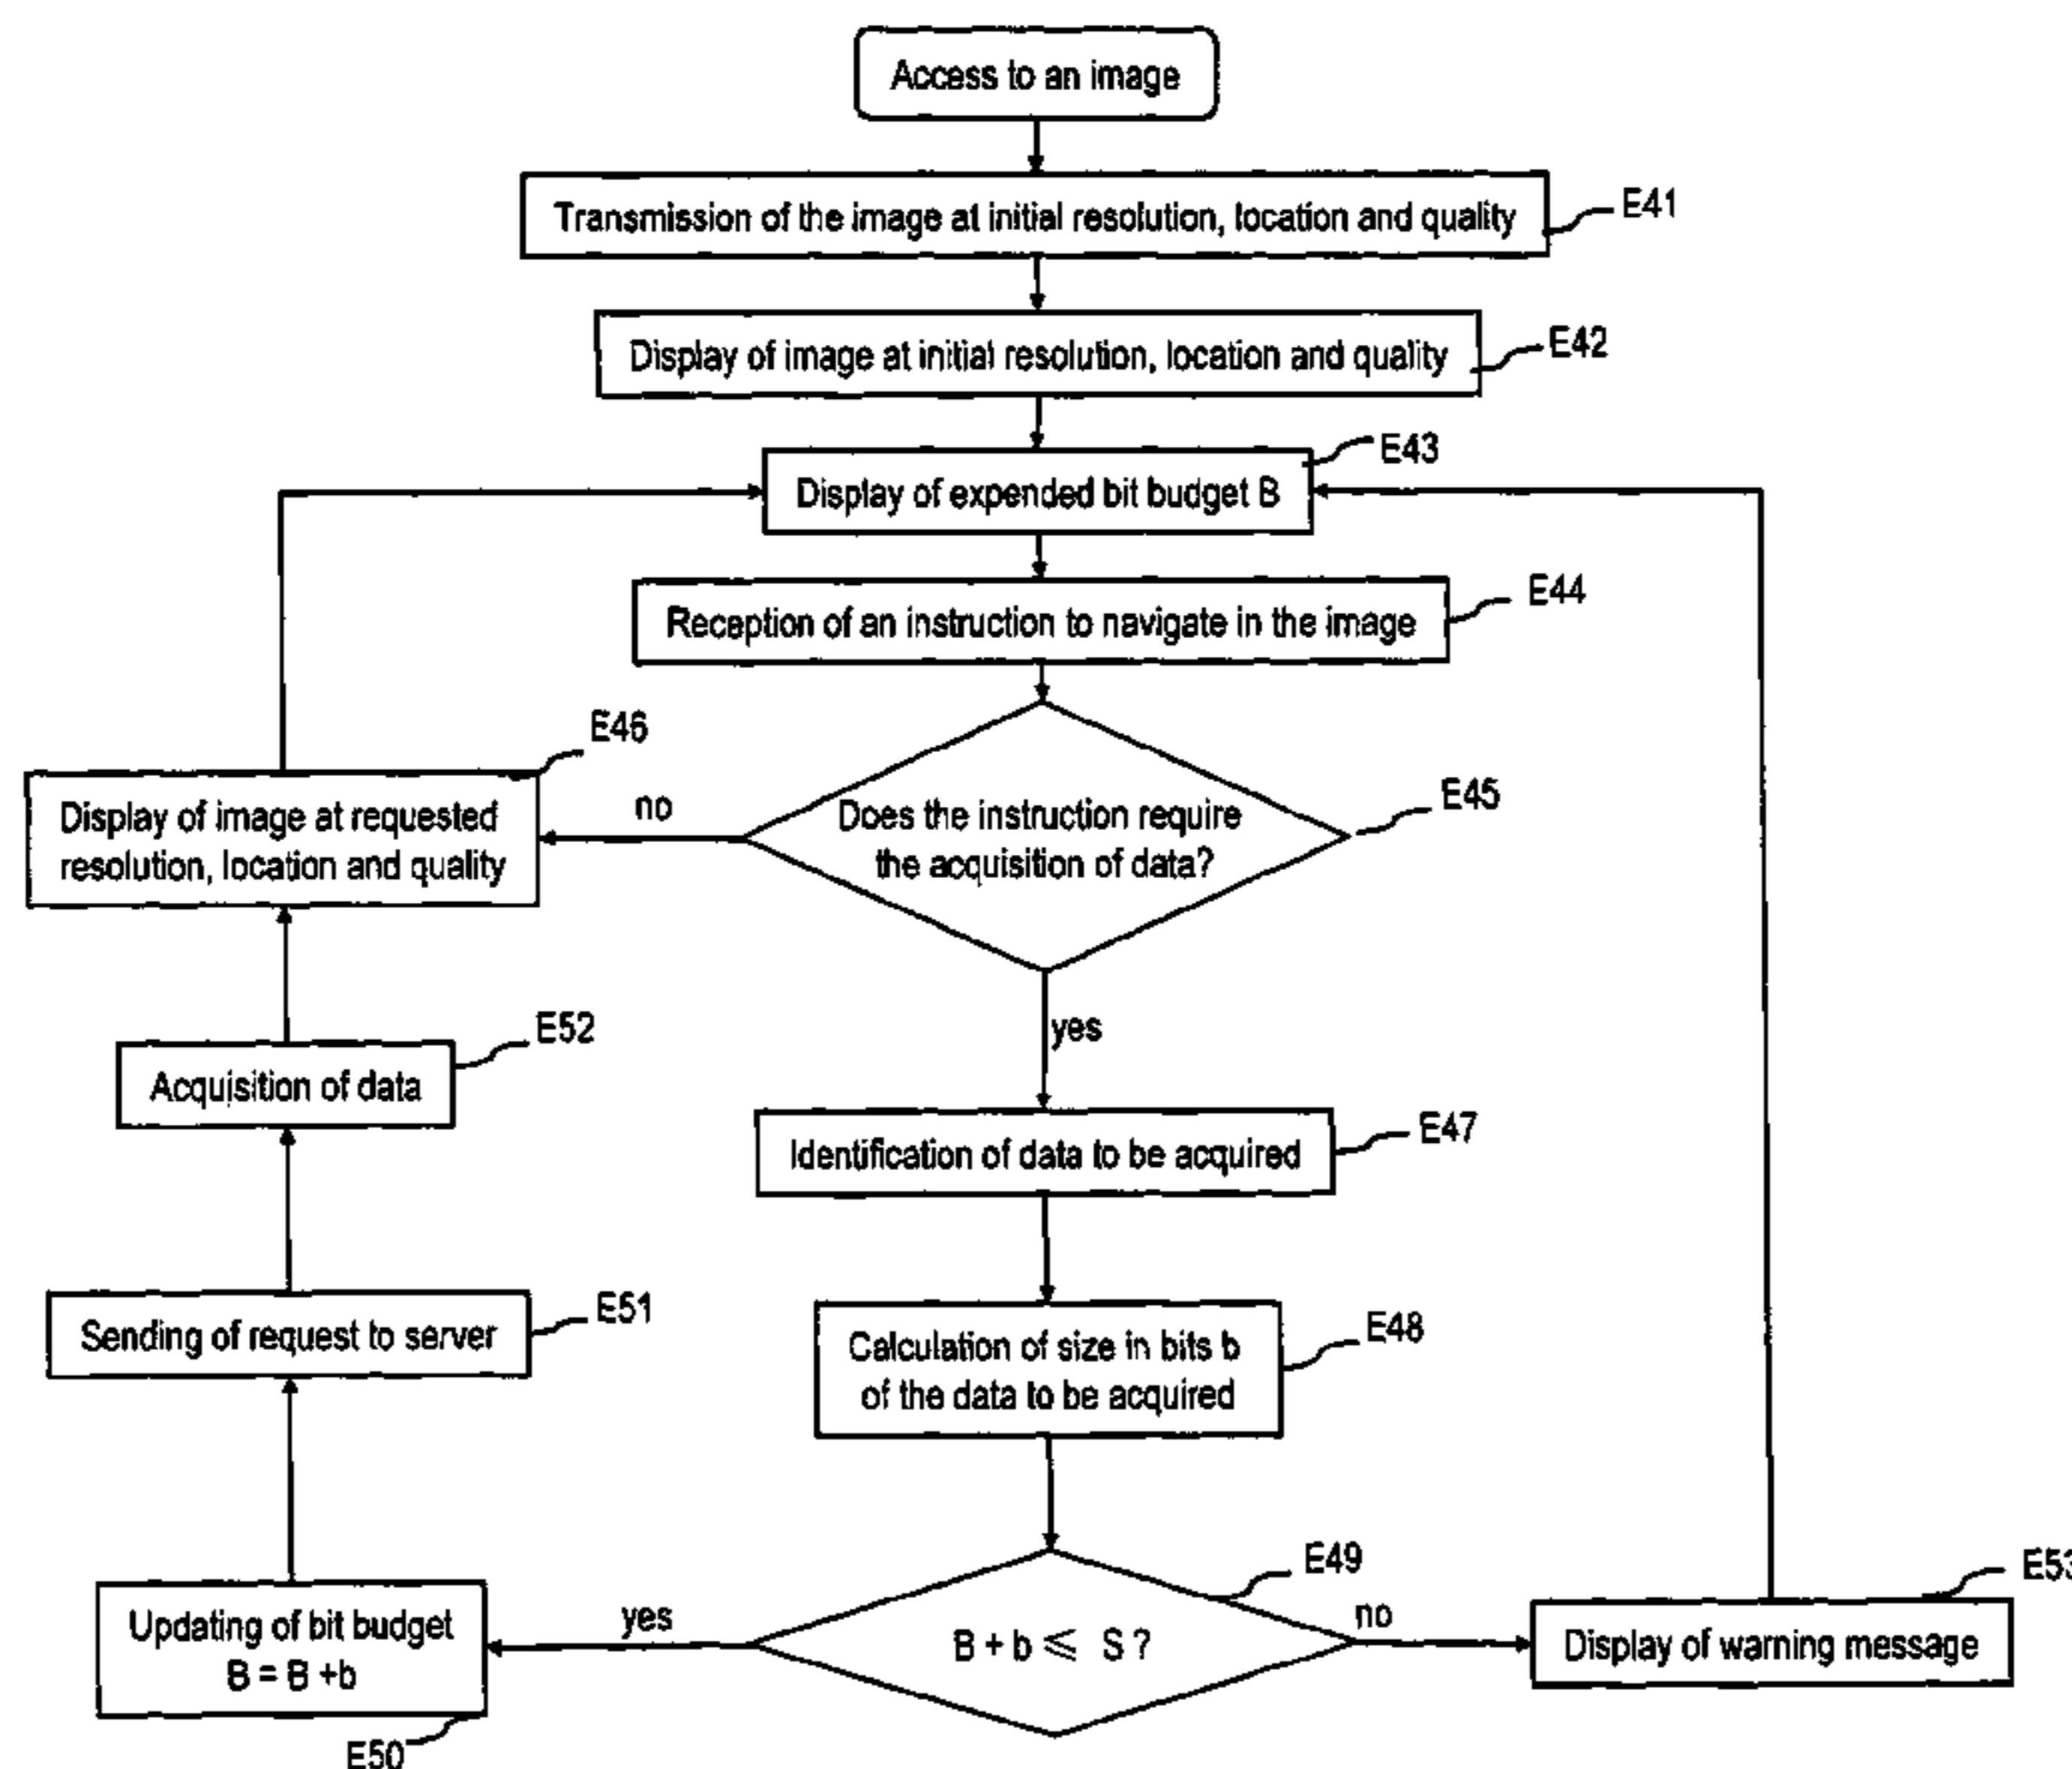 Access to an image
Transmission of the image at initial resolution, location and quality
E41
Display of image at initial resolution, location and quality
E42
E43
Display of expended bit budget B
E44
Reception of an instruction to navigate in the image
E46
Display of image at requested
resolution, location and quality
no
Does the instruction require
the acquisition of data?
E45
yes
E52
Acquisition of data
Identification of data to be acquired
E47
E51
Sending of request to server
Calculation of size in bits b
of the data to be acquired
E48
Updating of bit budget
B = B +b
E50
yes
B + b ⩽ S ?
E49
no
E53
Display of warning message